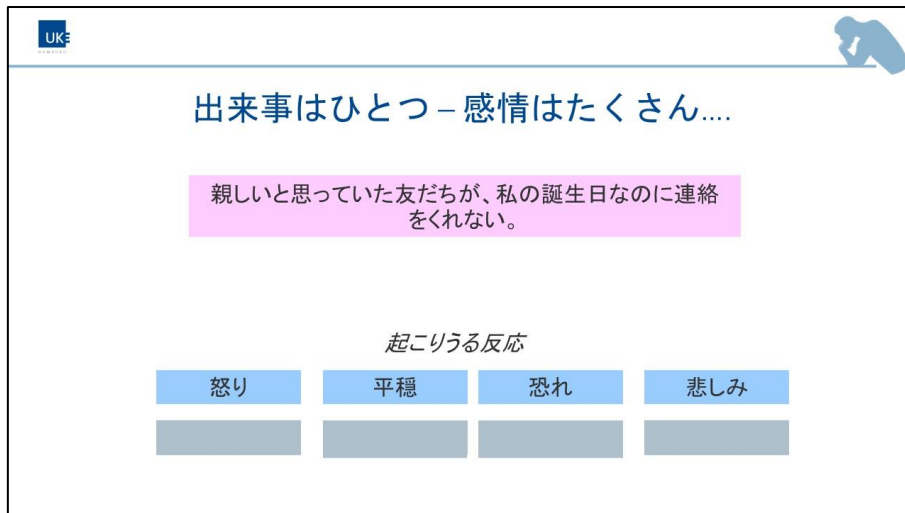 UKE
HAMBURG
出来事はひとつ – 感情はたくさん....
親しいと思っていた友だちが、私の誕生日なのに連絡
をくれない。
起こりうる反応
怒り 平穏 恐れ 悲しみ